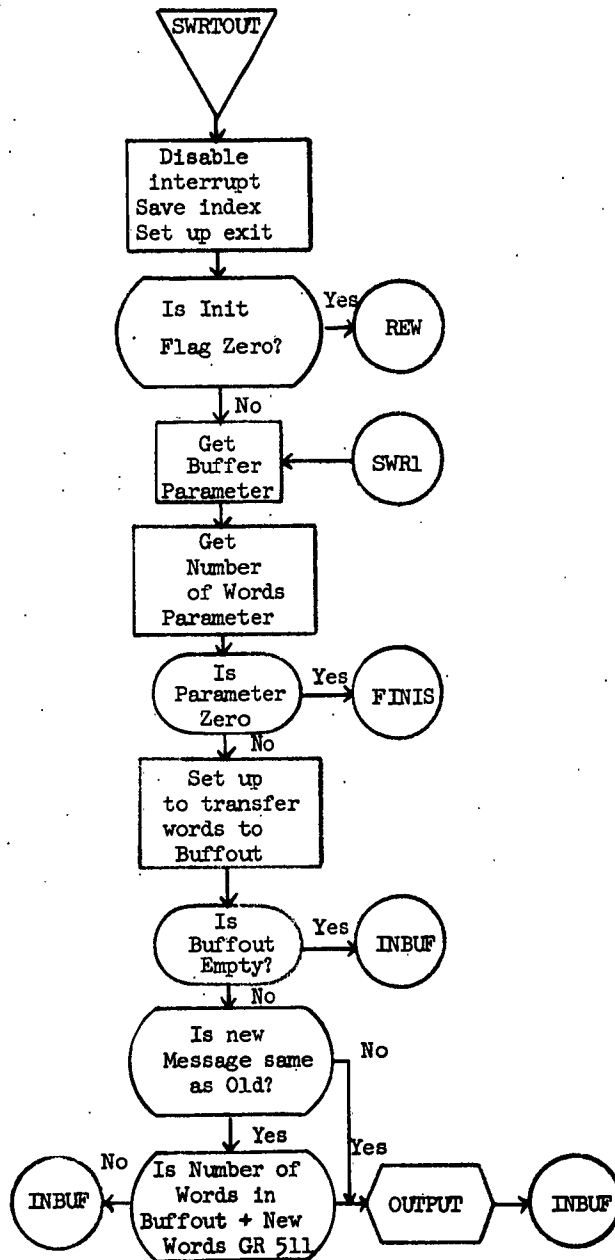 SWRTOUT
Disable
interrupt
Save index
Set up exit
Is Init
Flag Zero?
Yes
REW
No
Get
Buffer
Parameter
SWR1
Get
Number
of Words
Parameter
Is
Parameter
Zero
Yes
FINIS
No
Set up
to transfer
words to
Buffout
Is
Buffout
Empty?
Yes
INBUF
No
Is new
Message same
as Old?
No
Yes
Yes
No
INBUF
Is Number of
Words in
Buffout + New
Words GR 511
OUTPUT
INBUF